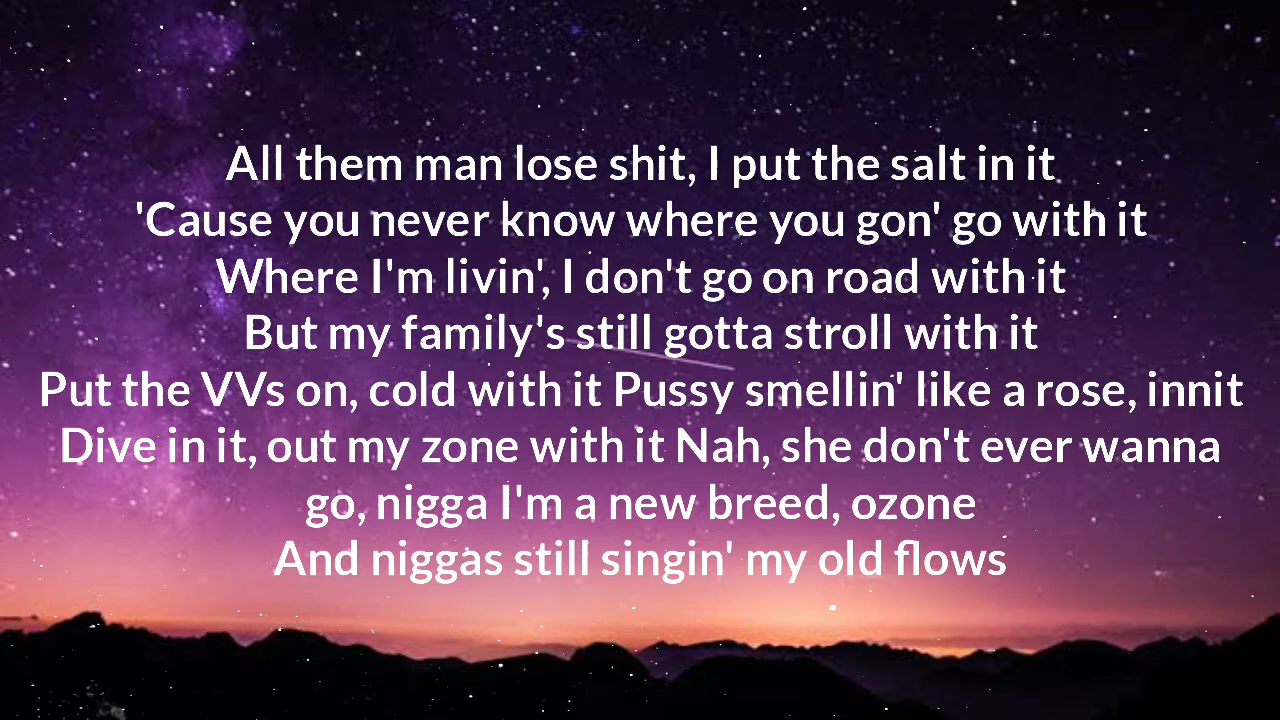 All them man lose shit, I put the salt in it
'Cause you never know where you gon' go with it
Where I'm livin', I don't go on road with it
But my family's still gotta stroll with it
Put the VVs on, cold with it Pussy smellin' like a rose, innit
Dive in it, out my zone with it Nah, she don't ever wanna
go, nigga I'm a new breed, ozone
And niggas still singin' my old flows